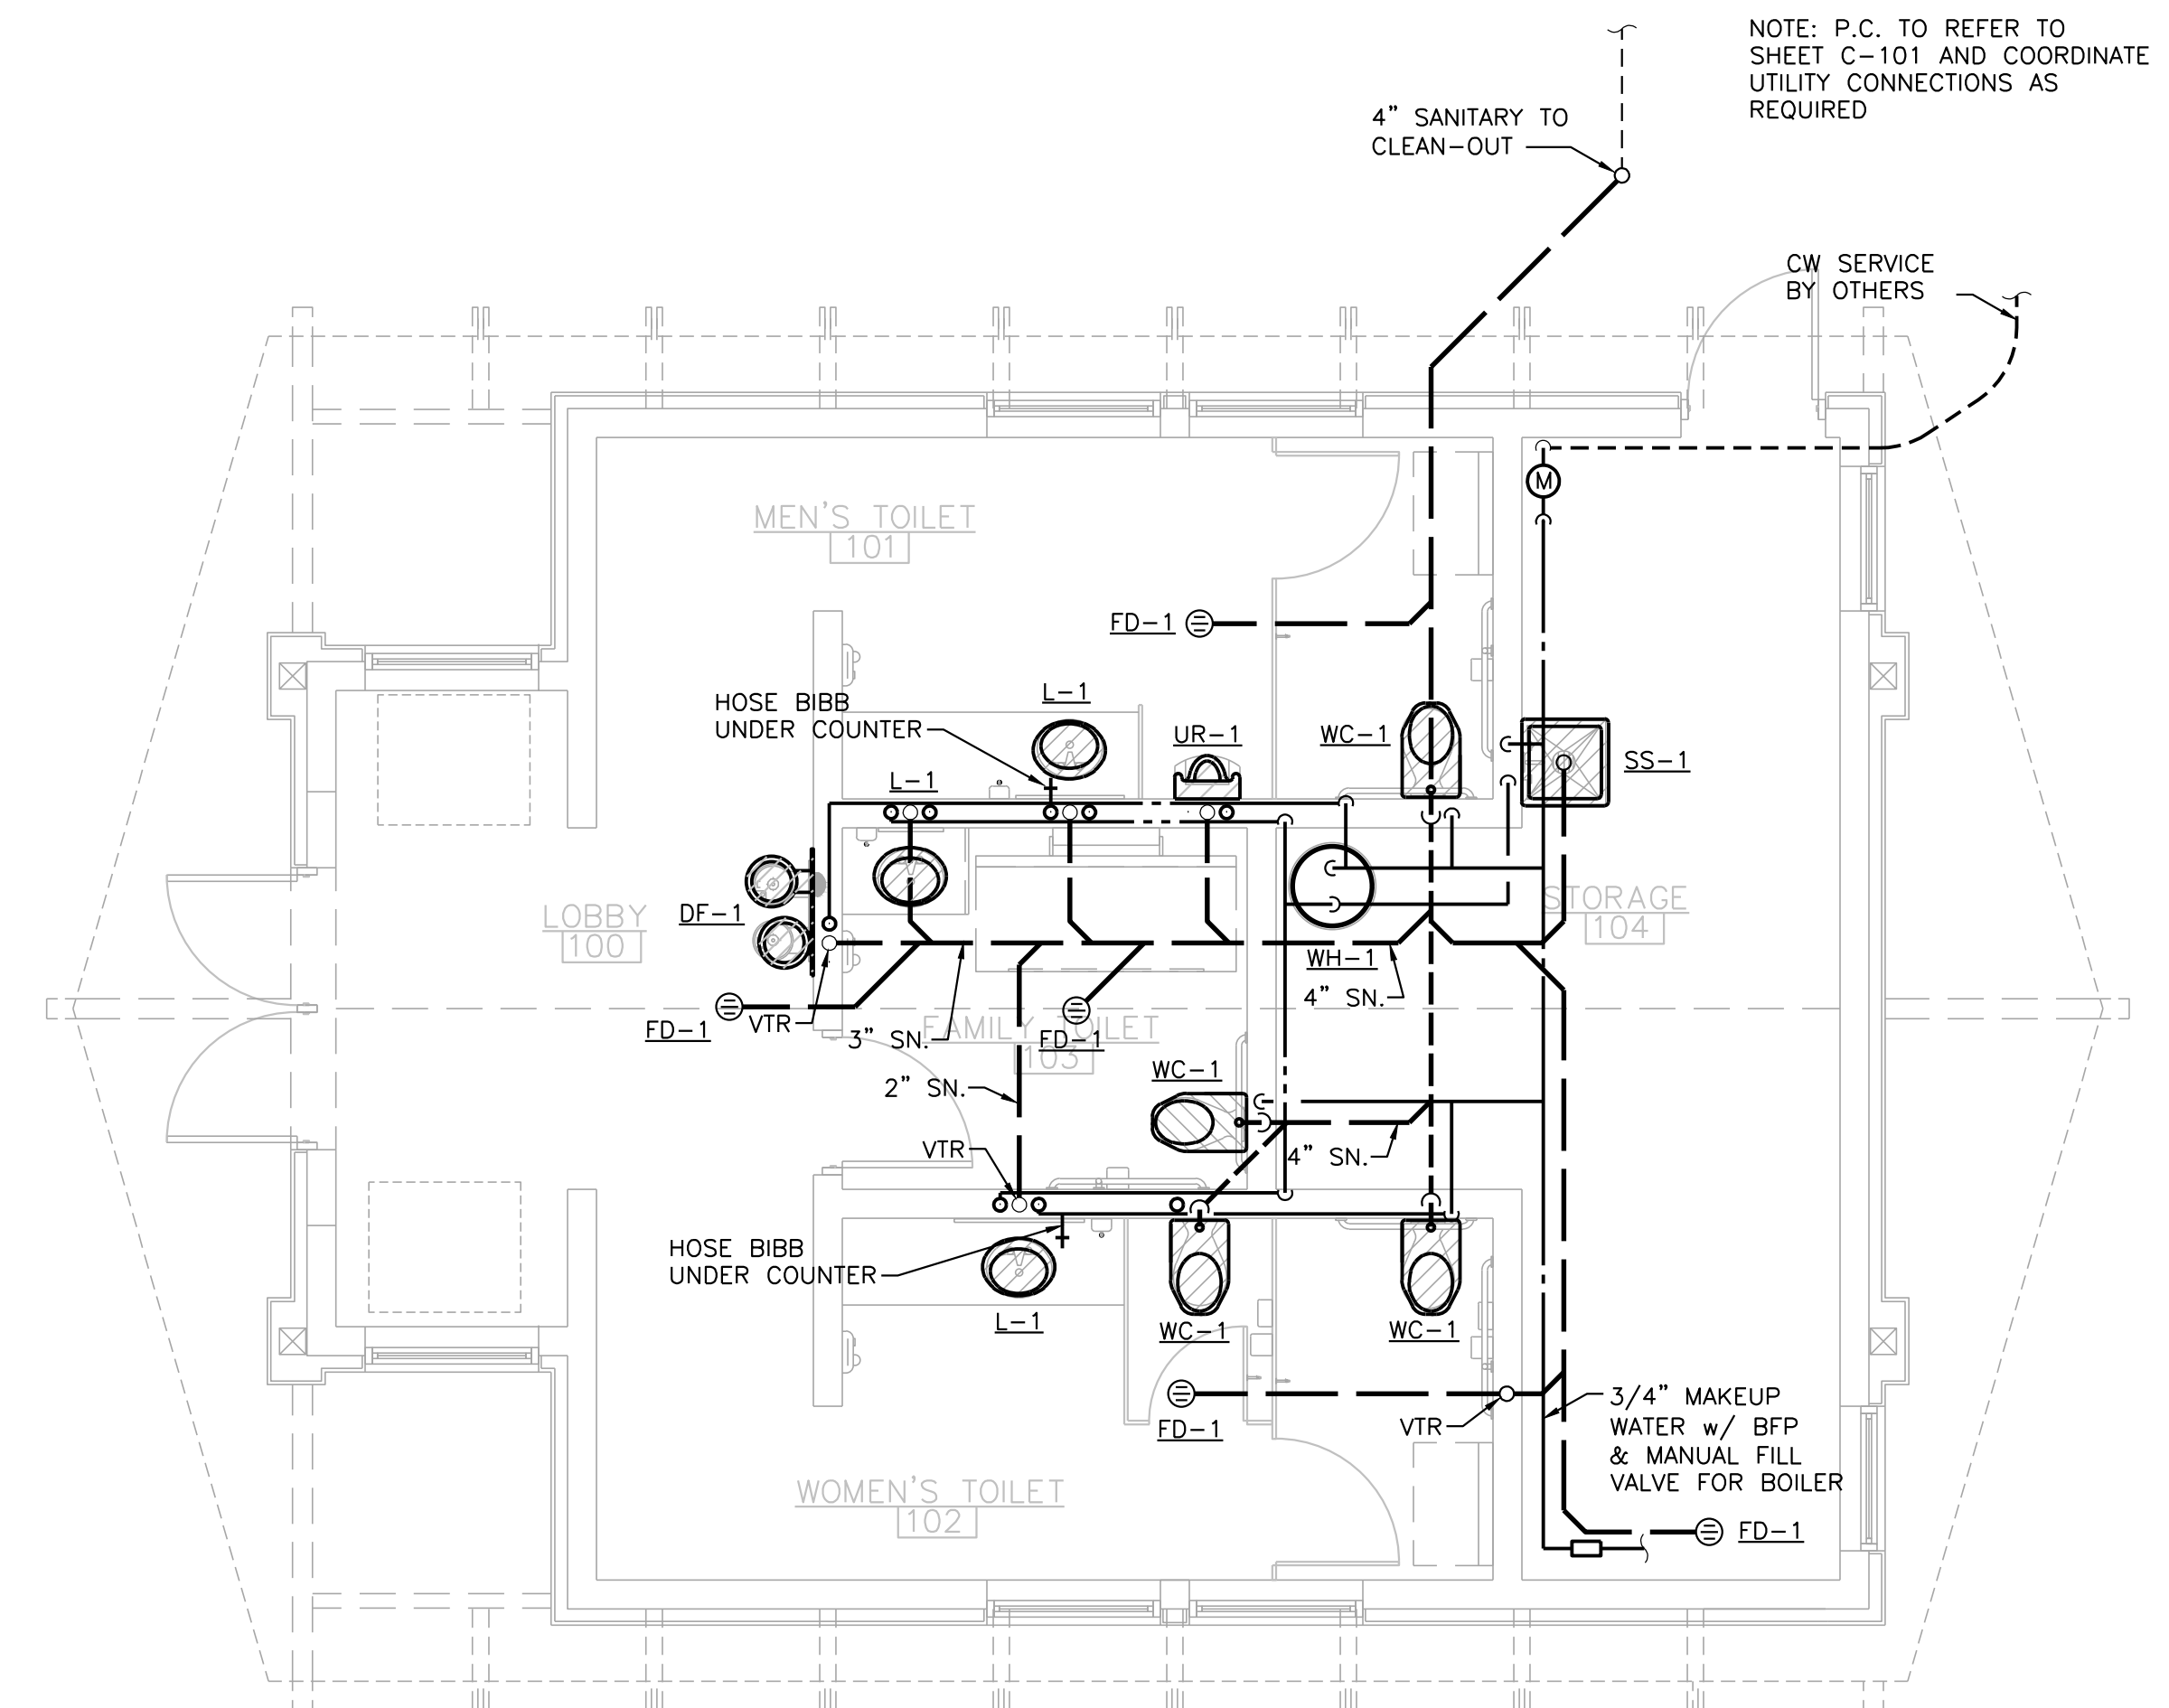 NOTE: P.C. TO REFER TO
SHEET C-101 AND COORDINATE
UTILITY CONNECTIONS AS
REQUIRED
4" SANITARY TO
CLEAN-OUT
CW SERVICE
BY OTHERS
M
MEN'S TOILET
101
FD-1
HOSE BIBB
UNDER COUNTER
L-1
L-1
UR-1
WC-1
SS-1
LOBBY
100
DF-1
STORAGE
104
WH-1
4" SN.
FD-1
VTR
3" SN.
FAMILY TOILET
103
FD-1
2" SN.
WC-1
VTR
4" SN.
HOSE BIBB
UNDER COUNTER
L-1
WC-1
WC-1
FD-1
VTR
3/4" MAKEUP
WATER w/ BFP
& MANUAL FILL
VALVE FOR BOILER
WOMEN'S TOILET
102
FD-1